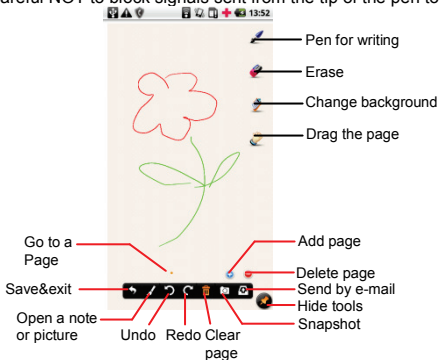 areful NOT to block signals sent from the tip of the pen to
13:52
Pen for writing
Erase
Change background
Drag the page
Go to a
Page
Add page
Delete page
Save&exit
Send by e-mail
Hide tools
Open a note
or picture
Undo
Redo
Clear
page
Snapshot